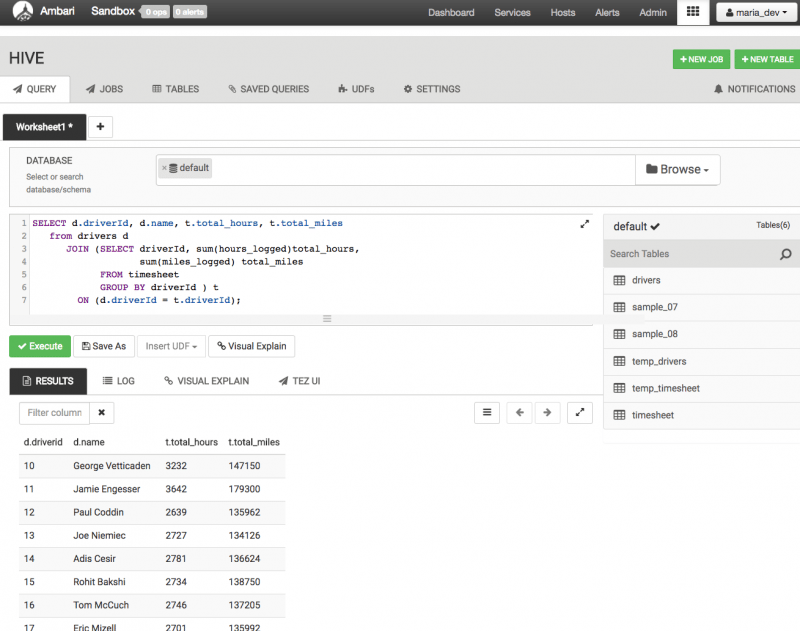 Ambari Sandbox 0 ops 0 alerts Dashboard Services Hosts Alerts Admin maria_dev
HIVE
+ NEW JOB + NEW TABLE
QUERY JOBS TABLES SAVED QUERIES UDFs SETTINGS NOTIFICATIONS
Worksheet1 * +
DATABASE
Select or search
database/schema
× default
Browse
1 SELECT d.driverId, d.name, t.total_hours, t.total_miles
2 from drivers d
3 JOIN (SELECT driverId, sum(hours_logged)total_hours,
4 sum(miles_logged) total_miles
5 FROM timesheet
6 GROUP BY driverId ) t
7 ON (d.driverId = t.driverId);
default Tables(6)
Search Tables
drivers
sample_07
sample_08
temp_drivers
temp_timesheet
timesheet
Execute Save As Insert UDF Visual Explain
RESULTS LOG VISUAL EXPLAIN TEZ UI
Filter column
d.driverid d.name t.total_hours t.total_miles
10 George Vetticaden 3232 147150
11 Jamie Engesser 3642 179300
12 Paul Coddin 2639 135962
13 Joe Niemiec 2727 134126
14 Adis Cesir 2781 136624
15 Rohit Bakshi 2734 138750
16 Tom McCuch 2746 137205
17 Eric Mizell 2701 135992